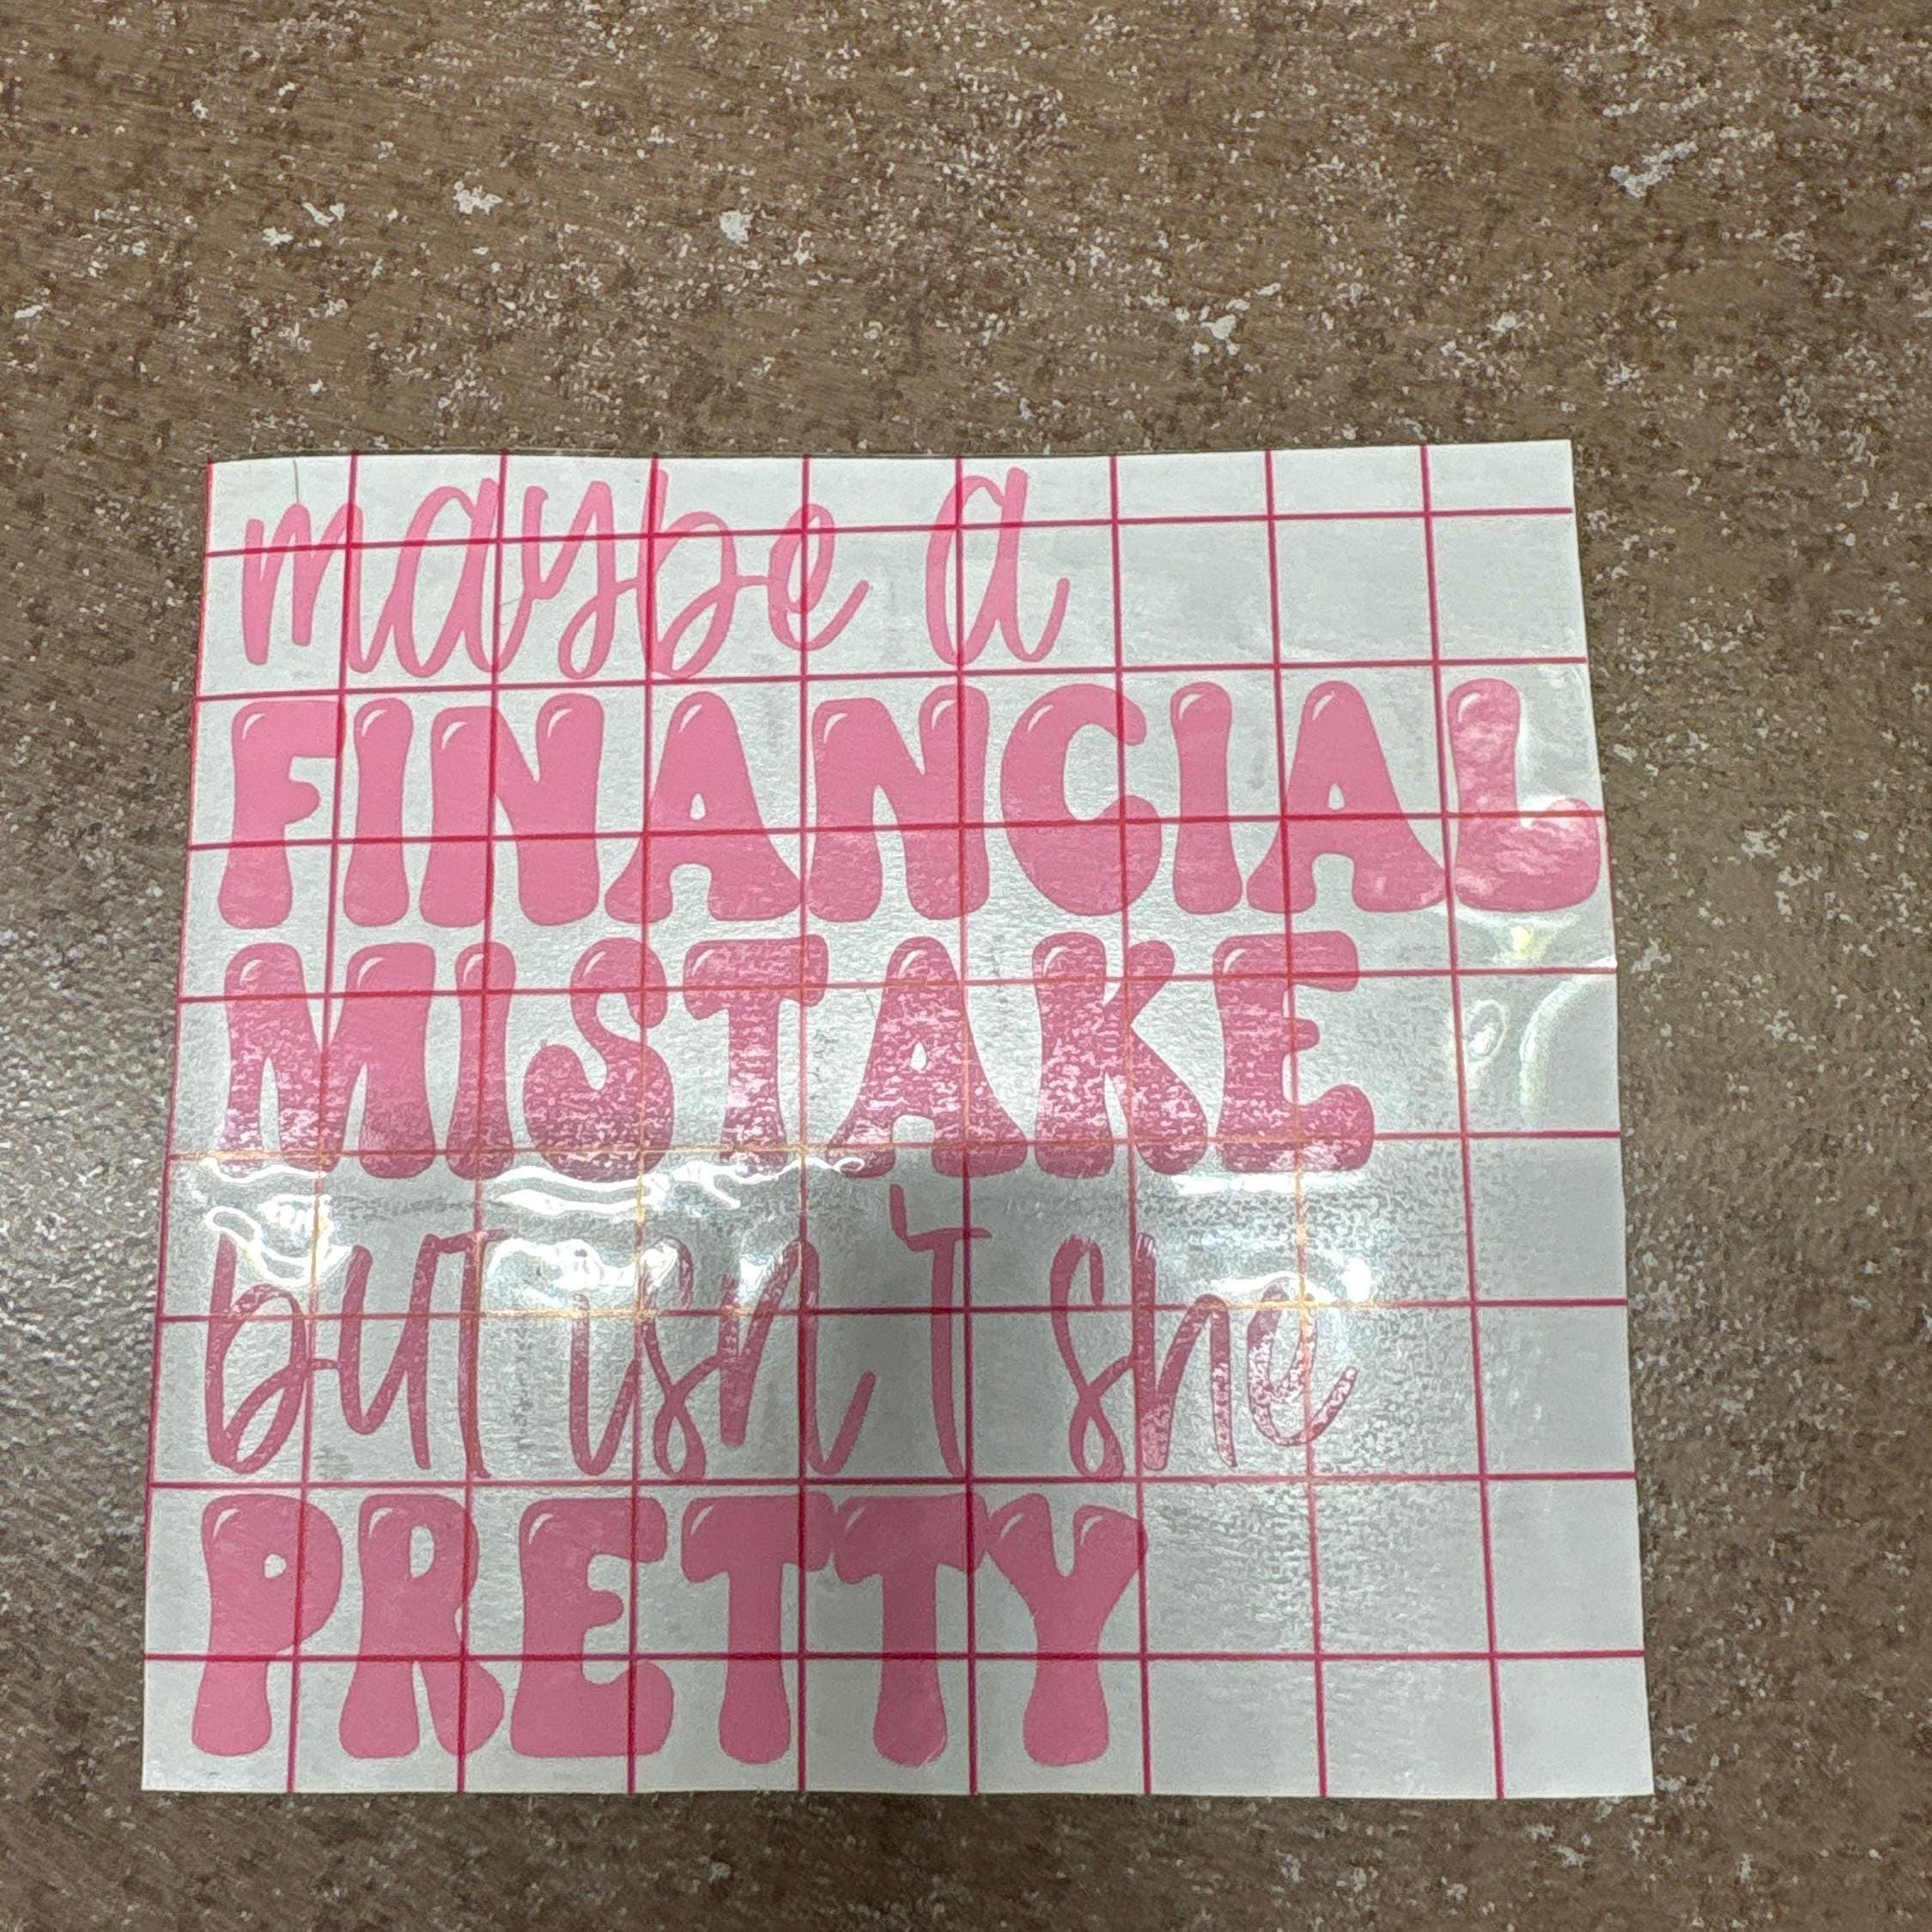 maybe a
FINANCIAL
MISTAKE
but isn't she
PRETTY